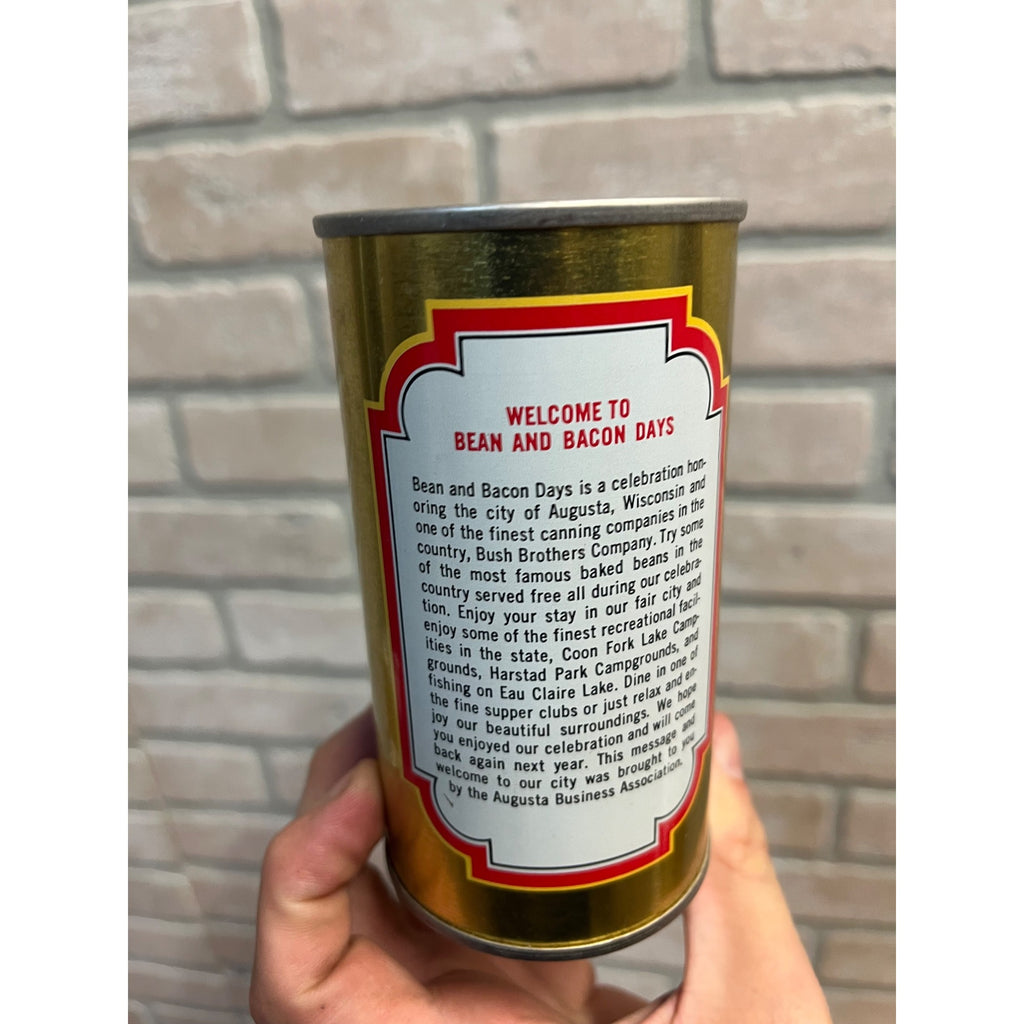 WELCOME TO
BEAN AND BACON DAYS
Bean and Bacon Days is a celebration hon-
oring the city of Augusta, Wisconsin and
one of the finest canning companies in the
country, Bush Brothers Company. Try some
of the most famous baked beans in the
country served free all during our celebra-
tion. Enjoy your stay in our fair city and
enjoy some of the finest recreational facil-
ities in the state, Coon Fork Lake Camp-
grounds, Harstad Park Campgrounds, and
fishing on Eau Claire Lake. Dine in one of
the fine supper clubs or just relax and en-
joy our beautiful surroundings. We hope
you enjoyed our celebration and will come
back again next year. This message and
welcome to our city was brought to you
by the Augusta Business Association.